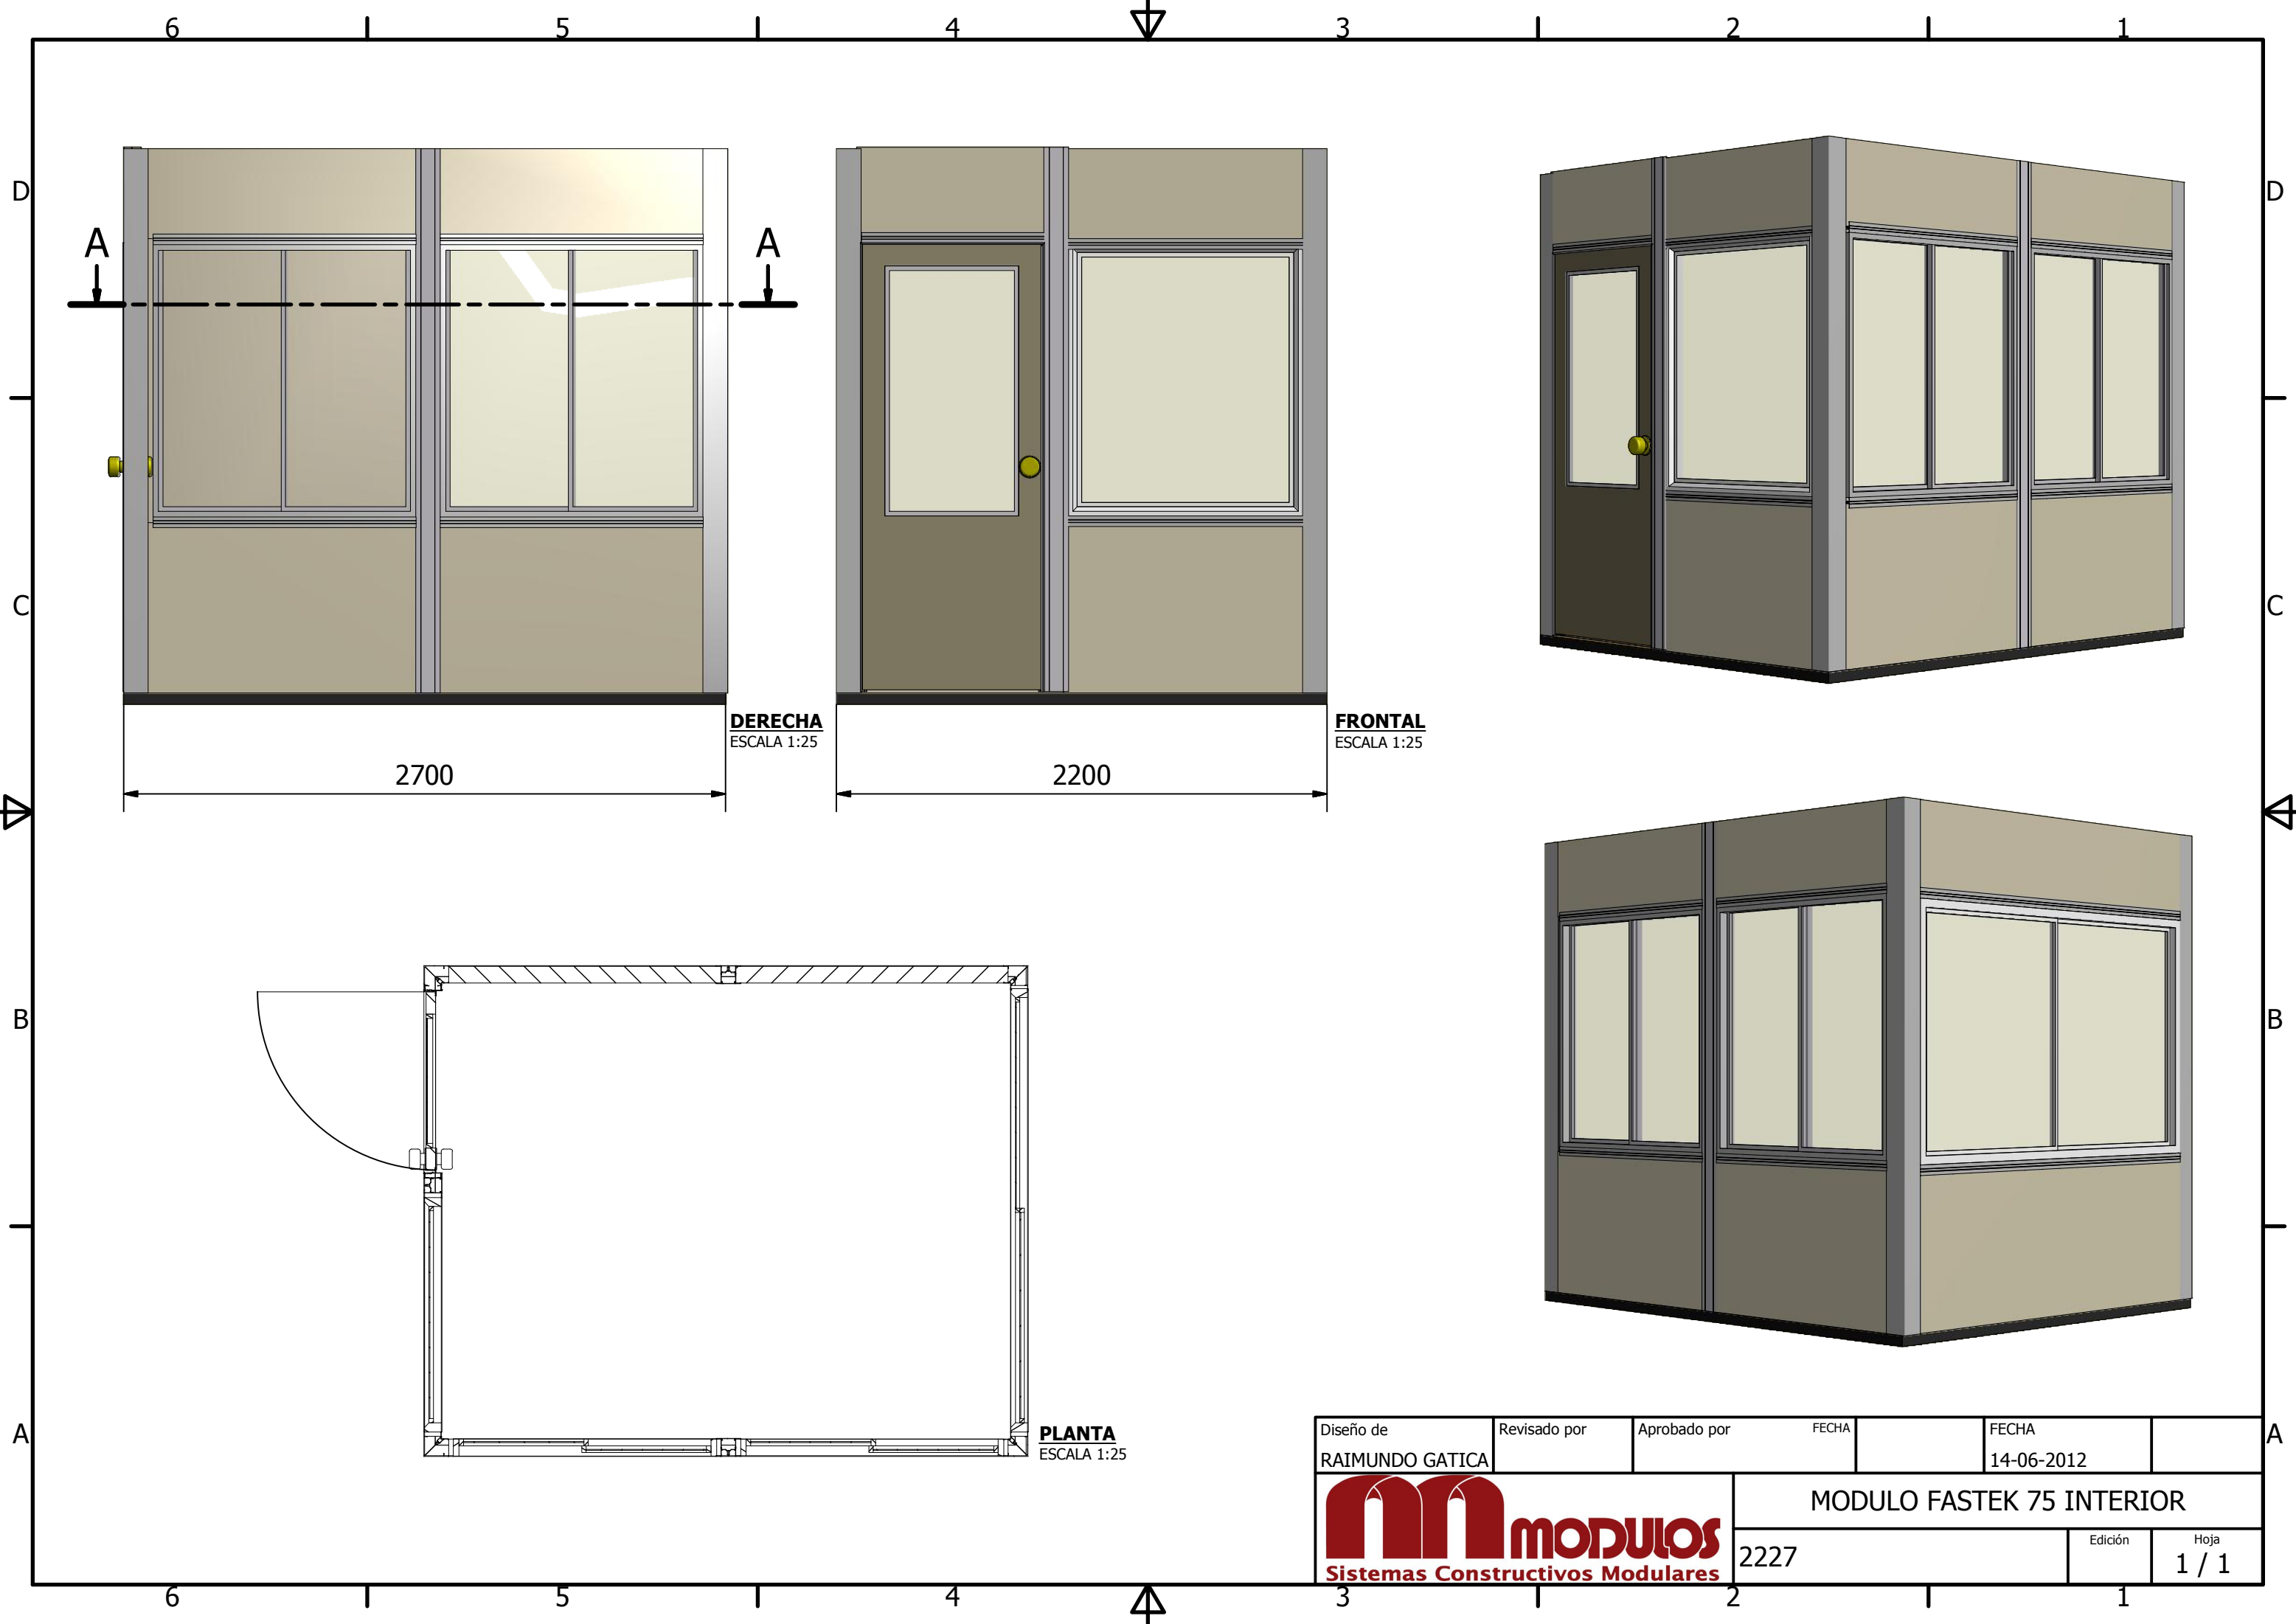 6 5 4 3 2 1
D D
A A
C C
DERECHA
ESCALA 1:25
FRONTAL
ESCALA 1:25
2700
2200
B B
PLANTA
ESCALA 1:25
A A
Diseño de Revisado por Aprobado por FECHA FECHA
RAIMUNDO GATICA 14-06-2012
MODULO FASTEK 75 INTERIOR
MODULOS
Sistemas Constructivos Modulares
2227
Edición Hoja
1 / 1
6 5 4 3 2 1